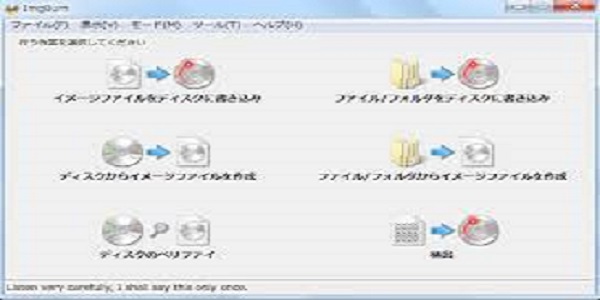 ImgBurn
ファイル(F) 表示(V) モード(M) ツール(T) ヘルプ(H)
行う作業を選択してください
イメージファイルをディスクに書き込み
ファイル/フォルダをディスクに書き込み
ディスクからイメージファイルを作成
ファイル/フォルダからイメージファイルを作成
ディスクのベリファイ
検出
Listen very carefully, I shall say this only once.